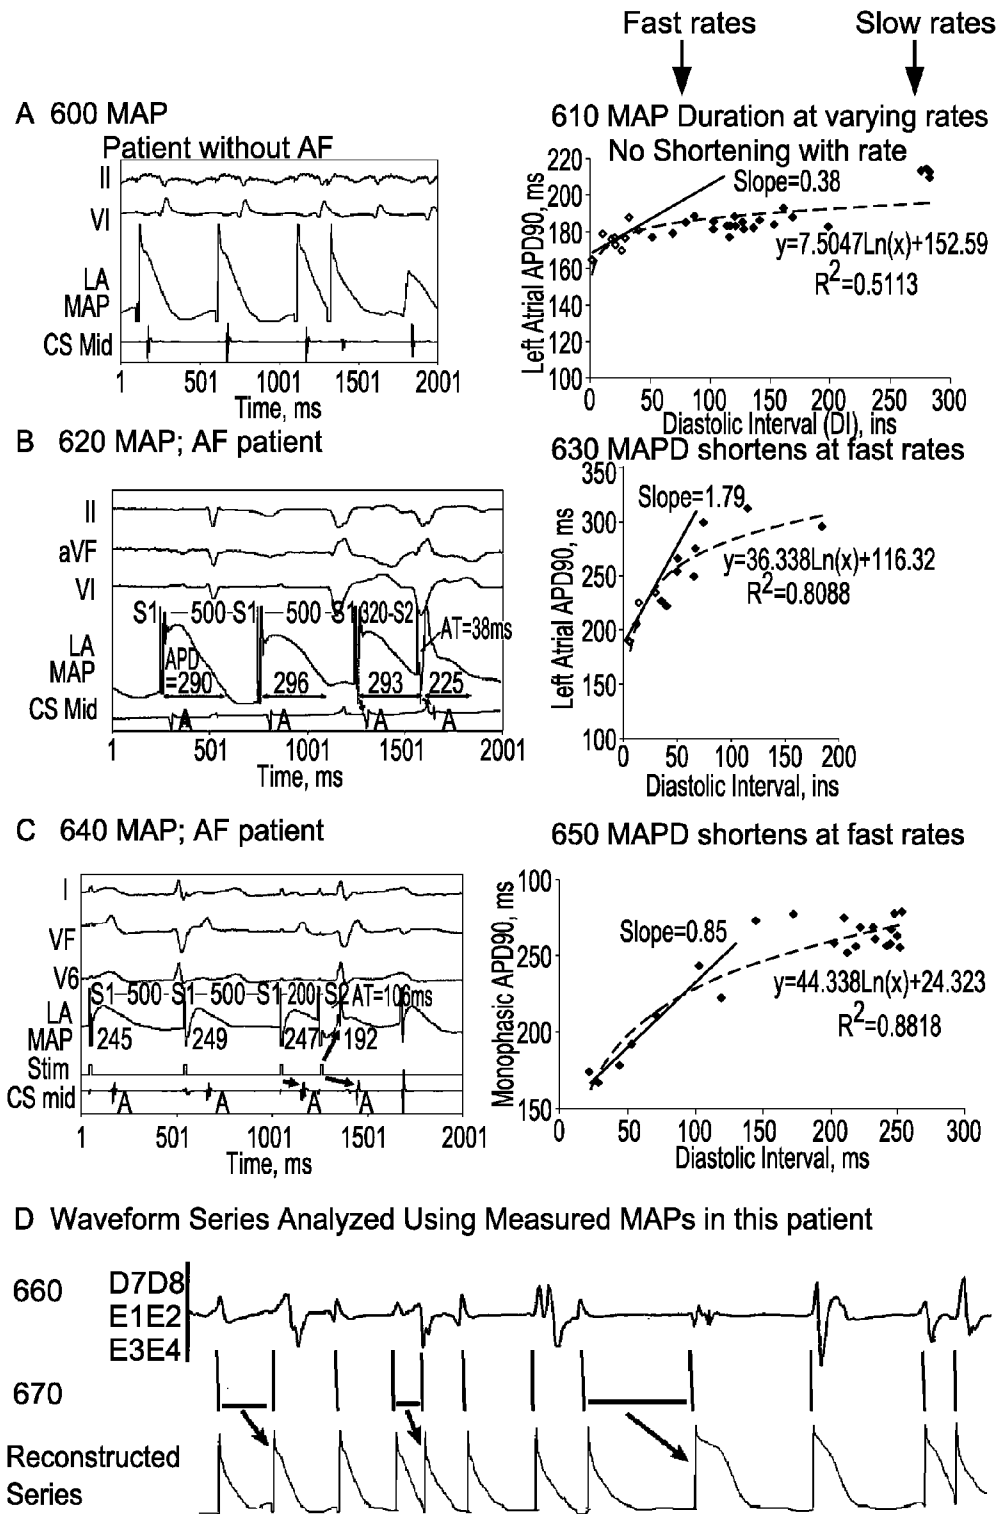 Fast rates
Slow rates
A 600 MAP
Patient without AF
II
VI
LA
MAP
CS Mid
1 501 1001 1501 2001
Time, ms
610 MAP Duration at varying rates
No Shortening with rate
220
200
180
160
140
120
100
Left Atrial APD90, ms
Slope=0.38
y=7.5047Ln(x)+152.59
R2=0.5113
0 50 100 150 200 250 300
Diastolic Interval (DI), ins
B 620 MAP; AF patient
II
aVF
VI
S1 500 S1 500 S1 320-S2
AT=38ms
LA
MAP
APD
=290 296 293 225
CS Mid
A A A A
1 501 1001 1501 2001
Time, ms
630 MAPD shortens at fast rates
350
300
250
200
150
100
Left Atrial APD90, ms
Slope=1.79
y=36.338Ln(x)+116.32
R2=0.8088
0 50 100 150 200
Diastolic Interval, ins
C 640 MAP; AF patient
I
VF
V6
S1-500-S1-500-S1-200-S2 AT=106ms
LA
MAP
245 249 247 192
Stim
CS mid
A A A A
1 501 1001 1501 2001
Time, ms
650 MAPD shortens at fast rates
100
250
200
150
Monophasic APD90, ms
Slope=0.85
y=44.338Ln(x)+24.323
R2=0.8818
0 50 100 150 200 250 300
Diastolic Interval, ms
D Waveform Series Analyzed Using Measured MAPs in this patient
660
D7D8
E1E2
E3E4
670
Reconstructed
Series